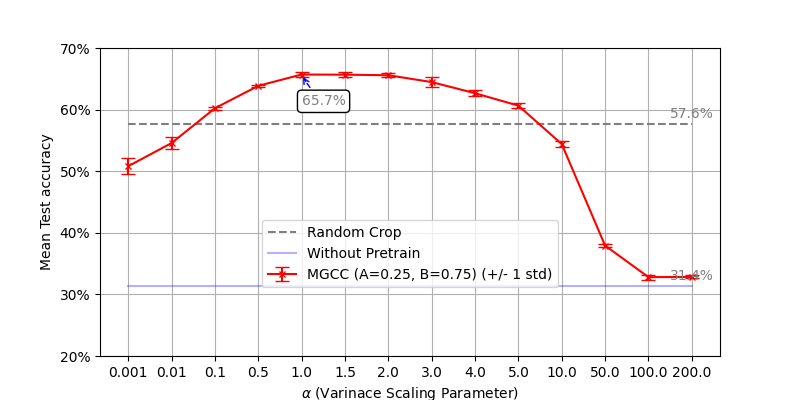 70%
60%
50%
40%
30%
20%
Mean Test accuracy
57.6%
65.7%
31.4%
Random Crop
Without Pretrain
MGCC (A=0.25, B=0.75) (+/- 1 std)
0.001 0.01 0.1 0.5 1.0 1.5 2.0 3.0 4.0 5.0 10.0 50.0 100.0 200.0
α (Varinace Scaling Parameter)